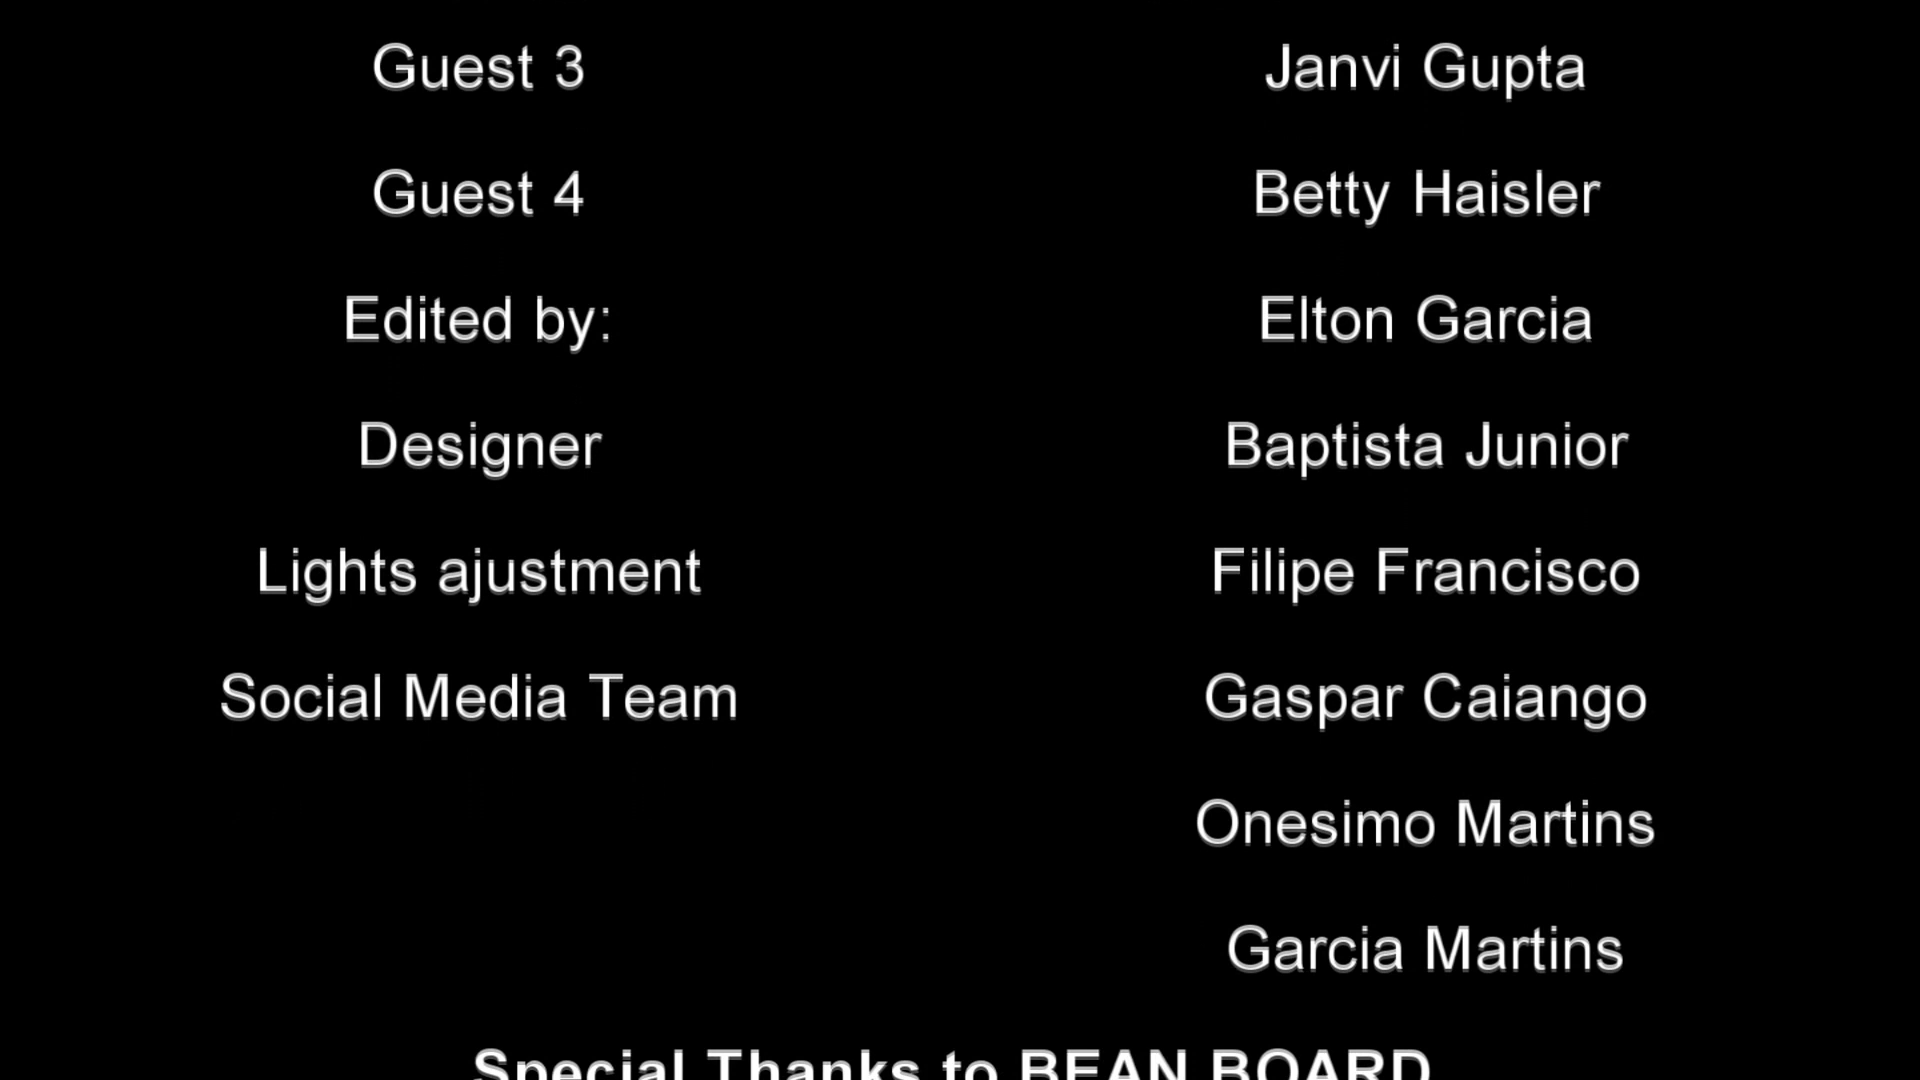 Guest 3 Janvi Gupta
Guest 4 Betty Haisler
Edited by: Elton Garcia
Designer Baptista Junior
Lights ajustment Filipe Francisco
Social Media Team Gaspar Caiango
Onesimo Martins
Garcia Martins
Special Thanks to BEAN BOARD